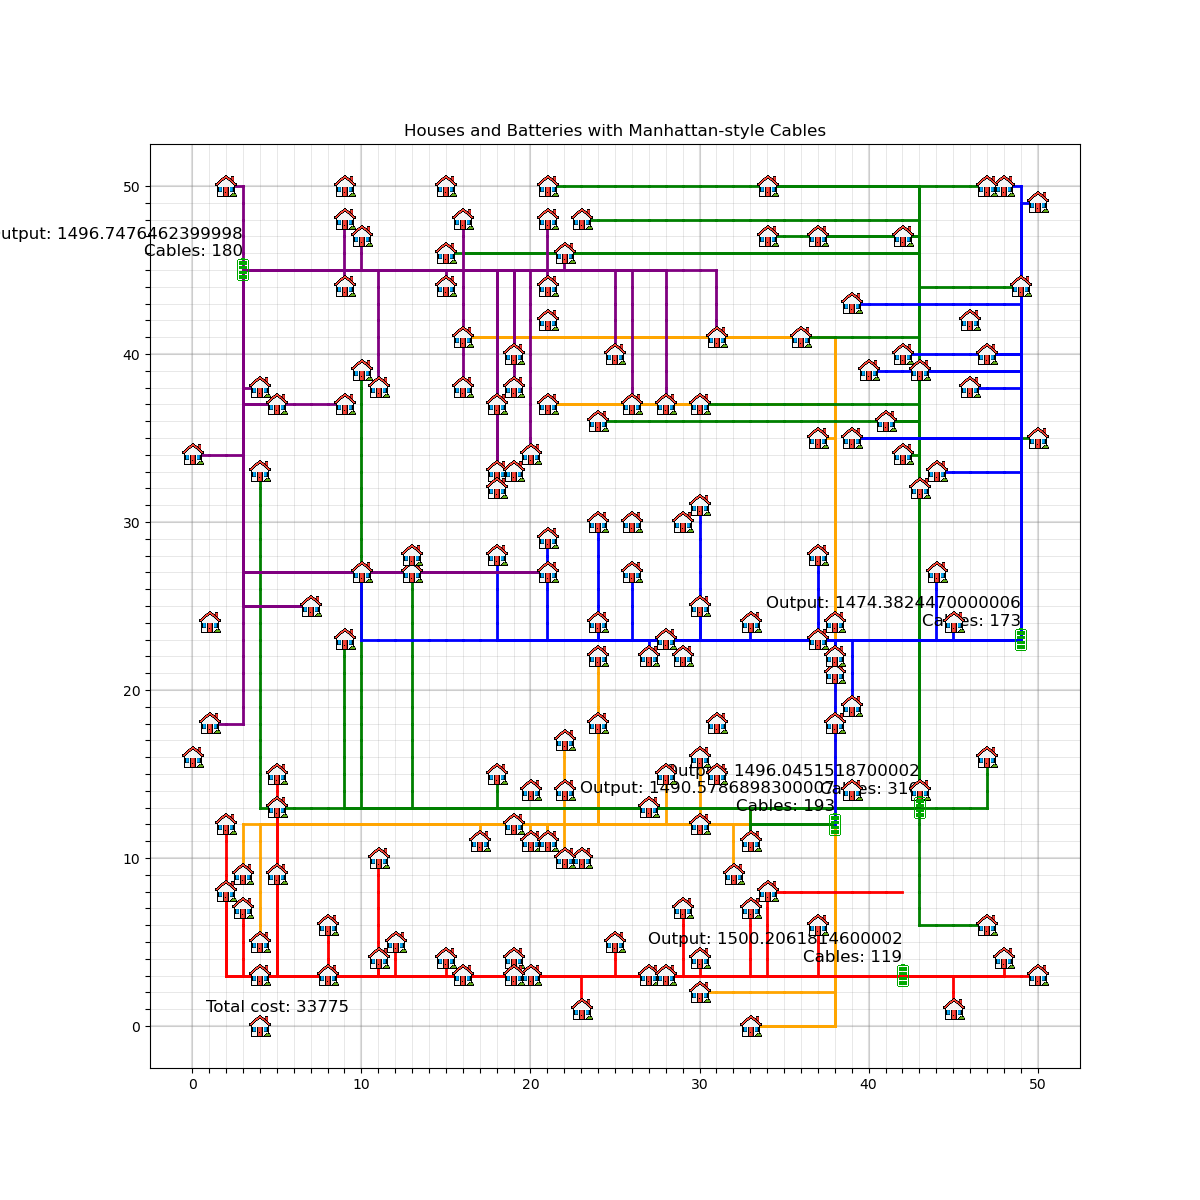 Houses and Batteries with Manhattan-style Cables
50
utput: 1496.7476462399998
Cables: 180
40
30
Output: 1474.3824470000006
Cables: 173
20
Output: 1496.0451518700002
Cables: 310
Output: 1490.5786898300007
Cables: 193
10
Output: 1500.2061814600002
Cables: 119
Total cost: 33775
0
0 10 20 30 40 50